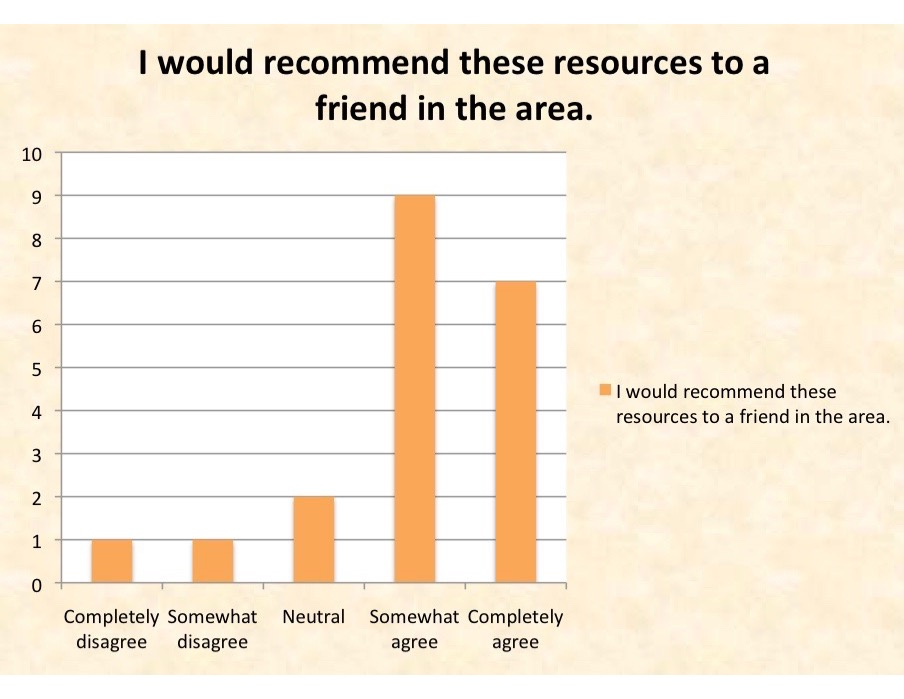 I would recommend these resources to a
friend in the area.
10
9
8
7
6
5
4
3
2
1
0
Completely disagree
Somewhat disagree
Neutral
Somewhat agree
Completely agree
I would recommend these
resources to a friend in the area.